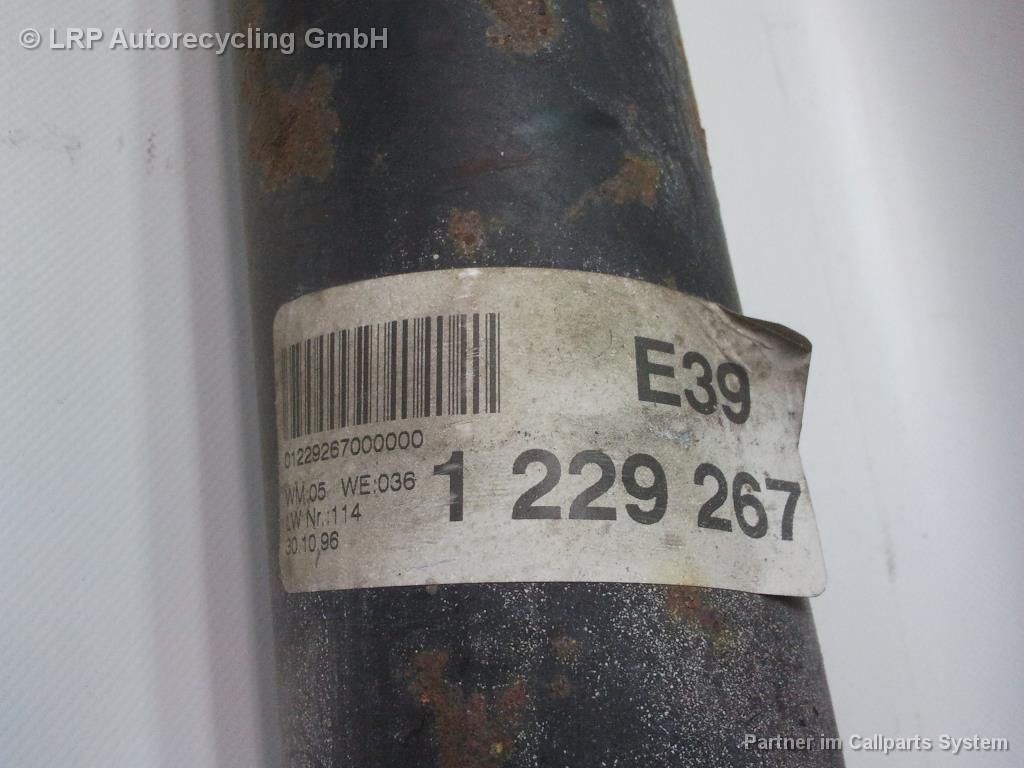 © LRP Autorecycling GmbH
E39
01229267000000
WM:05 WE:036
1 229 267
LW Nr.:114
30.10.96
Partner im Callparts System